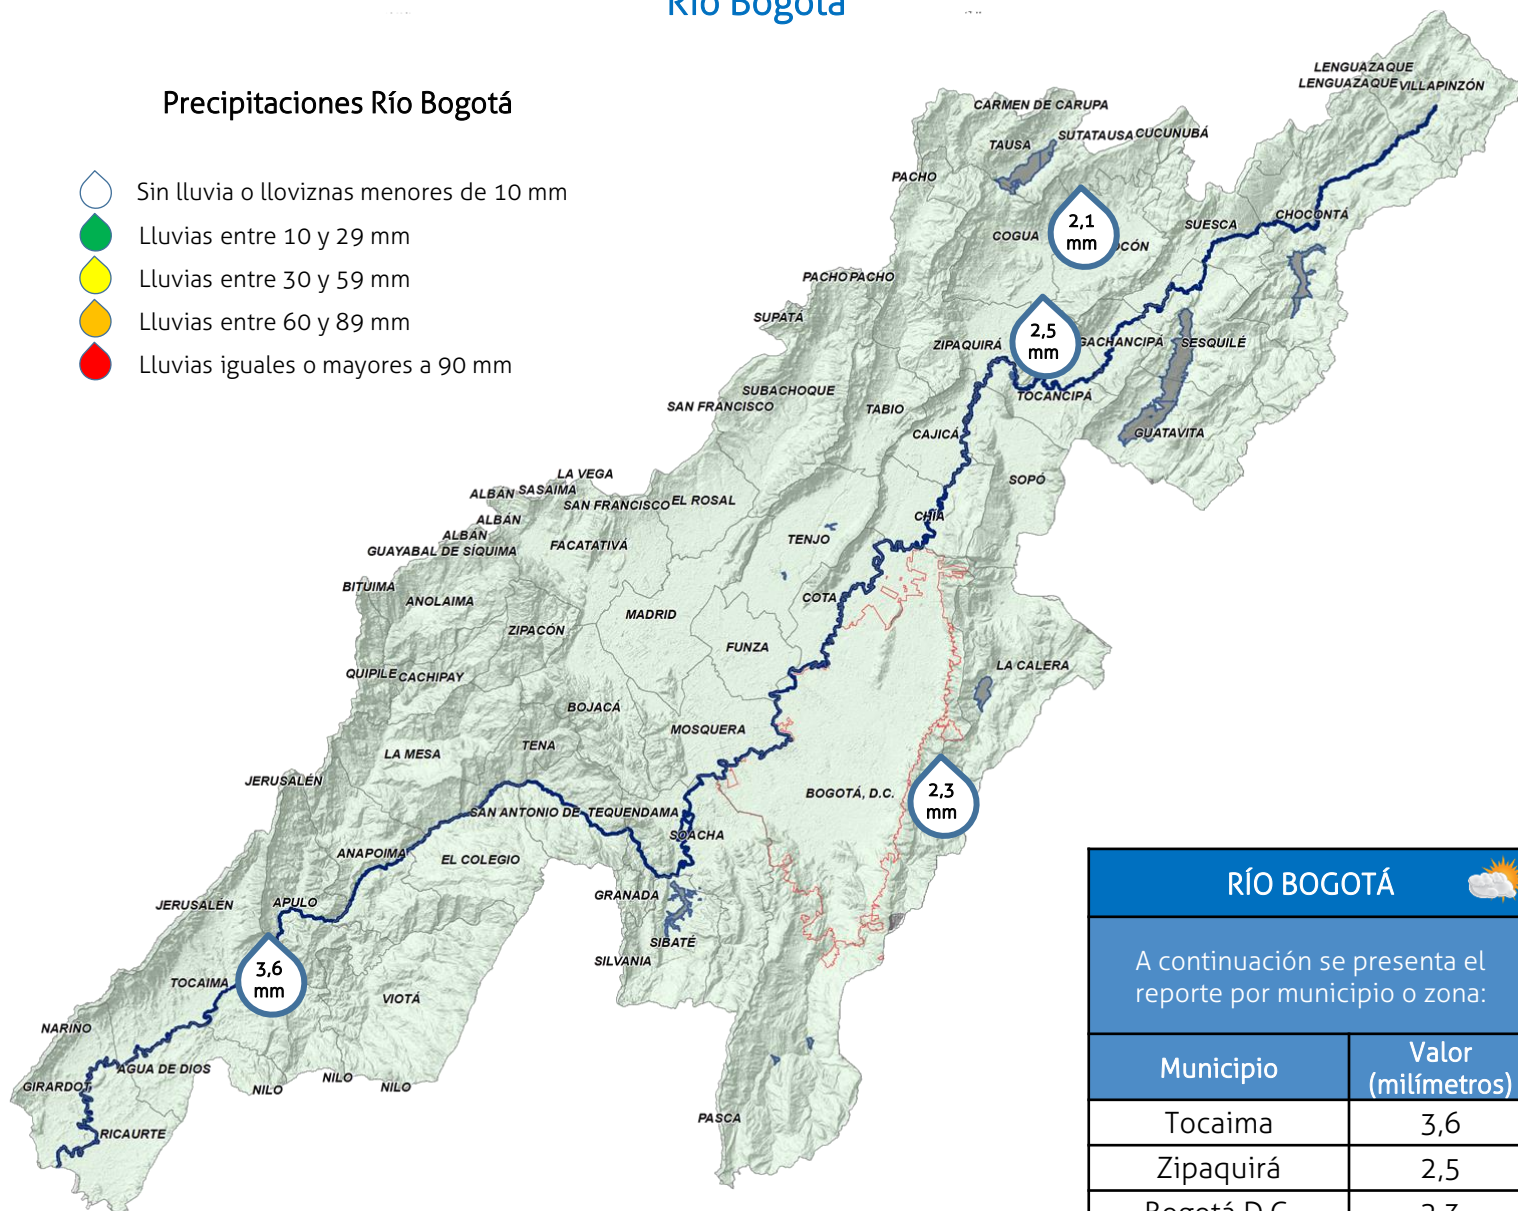 Río Bogotá
Precipitaciones Río Bogotá
Sin lluvia o lloviznas menores de 10 mm
Lluvias entre 10 y 29 mm
Lluvias entre 30 y 59 mm
Lluvias entre 60 y 89 mm
Lluvias iguales o mayores a 90 mm
LENGUAZAQUE
LENGUAZAQUE VILLAPINZÓN
CARMEN DE CARUPA
SUTATAUSA CUCUNUBÁ
TAUSA
PACHO
CHOCONTÁ
SUESCA
2,1
mm
COGUA
OCÓN
PACHO PACHO
SUPATÁ
2,5
mm
ZIPAQUIRÁ
GACHANCIPÁ
SESQUILÉ
SUBACHOQUE
TOCANCIPÁ
SAN FRANCISCO
TABIO
CAJICÁ
GUATAVITA
LA VEGA
SOPÓ
ALBÁN SASAIMA
SAN FRANCISCO
EL ROSAL
ALBÁN
CHÍA
ALBÁN
TENJO
GUAYABAL DE SÍQUIMA
FACATATIVÁ
BITUIMA
ANOLAIMA
COTA
MADRID
ZIPACÓN
FUNZA
LA CALERA
QUIPILE CACHIPAY
BOJACÁ
MOSQUERA
TENA
LA MESA
JERUSALÉN
BOGOTÁ, D.C.
2,3
mm
SAN ANTONIO DE TEQUENDAMA
SOACHA
ANAPOIMA
EL COLEGIO
GRANADA
JERUSALÉN
APULO
SIBATÉ
SILVANIA
3,6
mm
TOCAIMA
VIOTÁ
NARIÑO
AGUA DE DIOS
GIRARDOT
NILO
NILO
NILO
PASCA
RICAURTE
RÍO BOGOTÁ
A continuación se presenta el
reporte por municipio o zona:
Municipio
Valor
(milímetros)
Tocaima
3,6
Zipaquirá
2,5
Bogotá D.C.
2,3